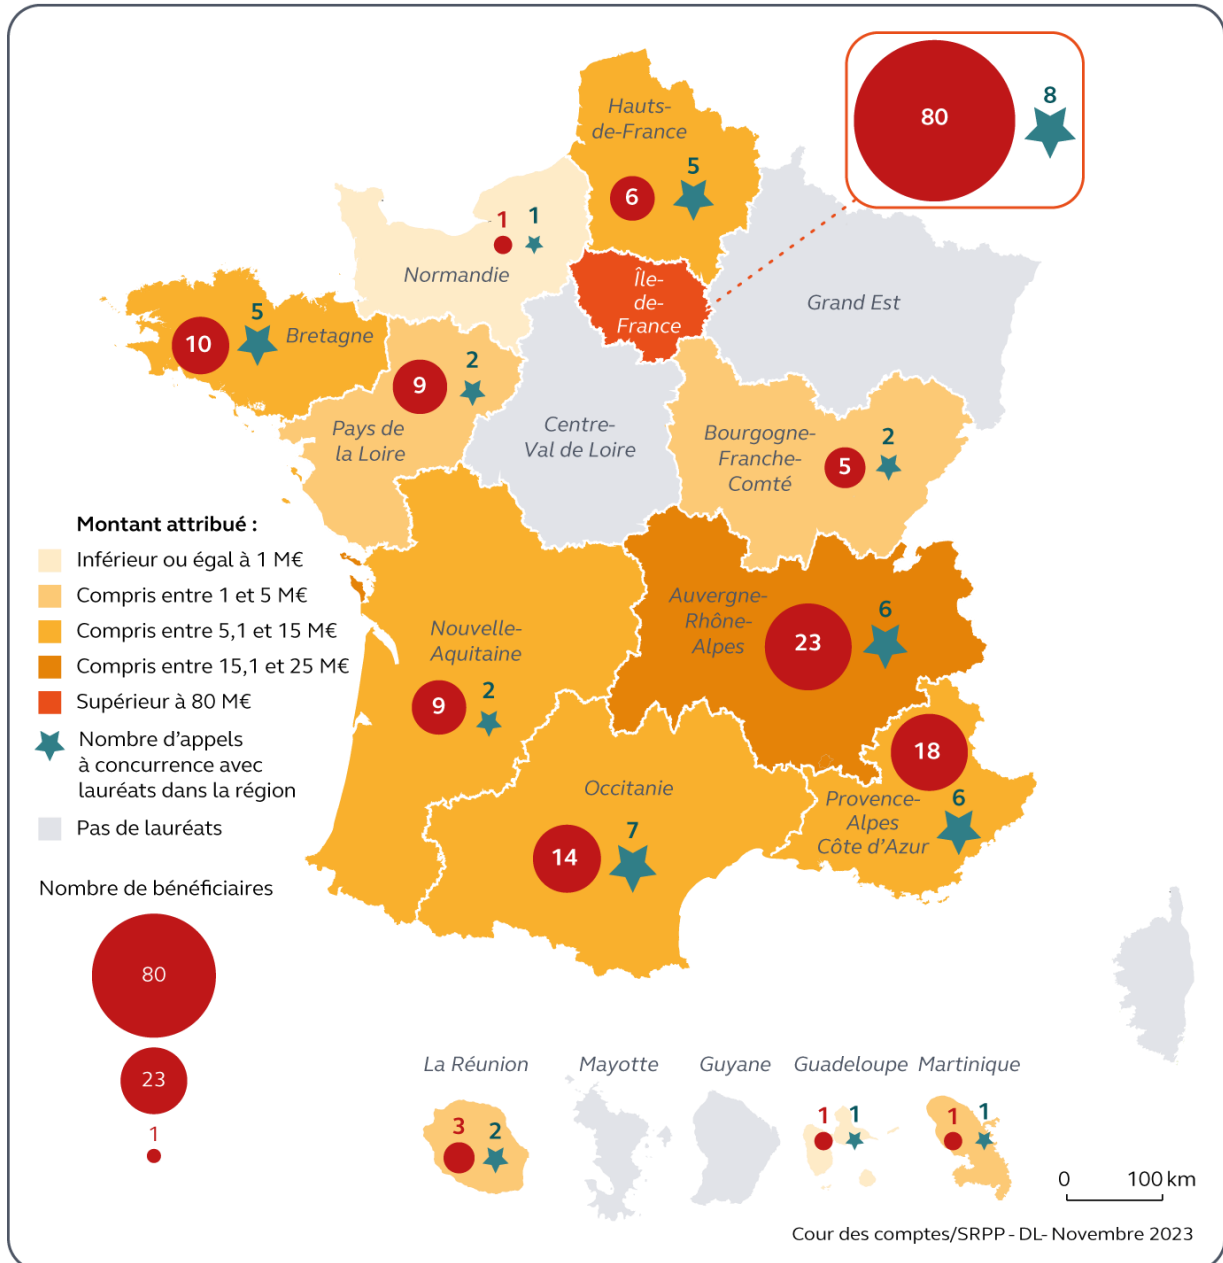 80
8
Hauts-
de-France
5
6
1
1
Normandie
Île-
de-
France
Grand Est
5
10
Bretagne
2
9
Pays de
la Loire
Centre-
Val de Loire
Bourgogne-
Franche-
Comté
2
5
Montant attribué :
Inférieur ou égal à 1 M€
Compris entre 1 et 5 M€
Compris entre 5,1 et 15 M€
Compris entre 15,1 et 25 M€
Supérieur à 80 M€
Nombre d'appels
à concurrence avec
lauréats dans la région
Pas de lauréats
Auvergne-
Rhône-
Alpes
23
6
Nouvelle-
Aquitaine
9
2
18
Provence-
Alpes
Côte d'Azur
6
Occitanie
14
7
Nombre de bénéficiaires
80
23
1
La Réunion
3
2
Mayotte
Guyane
Guadeloupe
1
1
Martinique
1
1
0 100 km
Cour des comptes/SRPP - DL- Novembre 2023